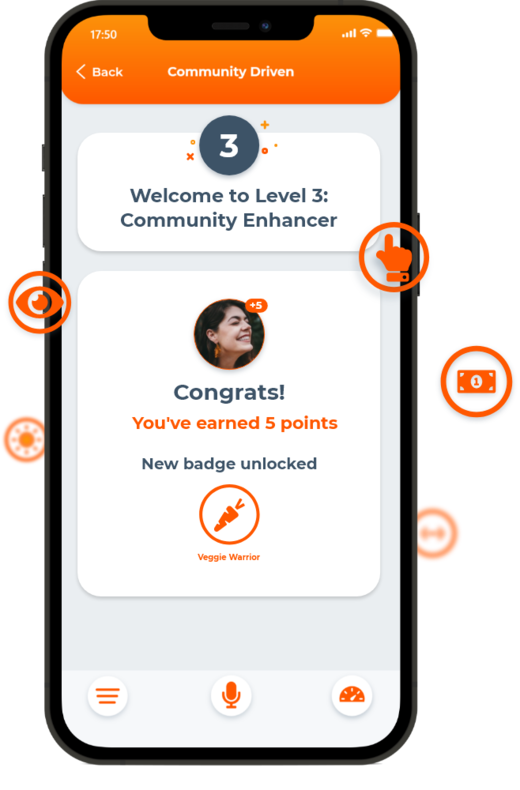 17:50
Back
Community Driven
3
Welcome to Level 3:
Community Enhancer
+5
Congrats!
You've earned 5 points
1
New badge unlocked
Veggie Warrior